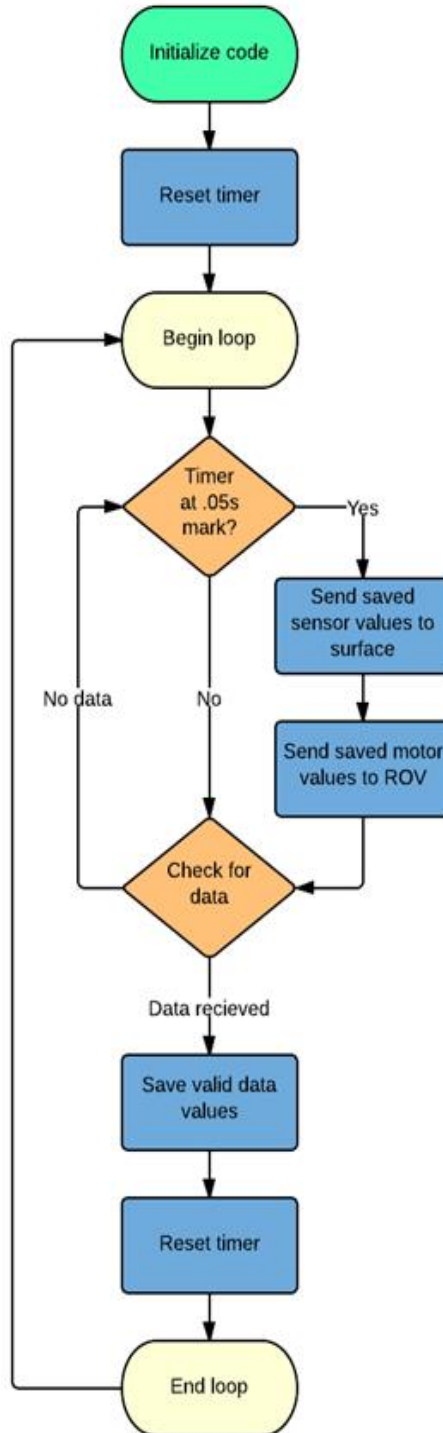 Initialize code
Reset timer
Begin loop
Timer
at .05s
mark?
Yes
Send saved
sensor values to
surface
No data
No
Send saved motor
values to ROV
Check for
data
Data recieved
Save valid data
values
Reset timer
End loop